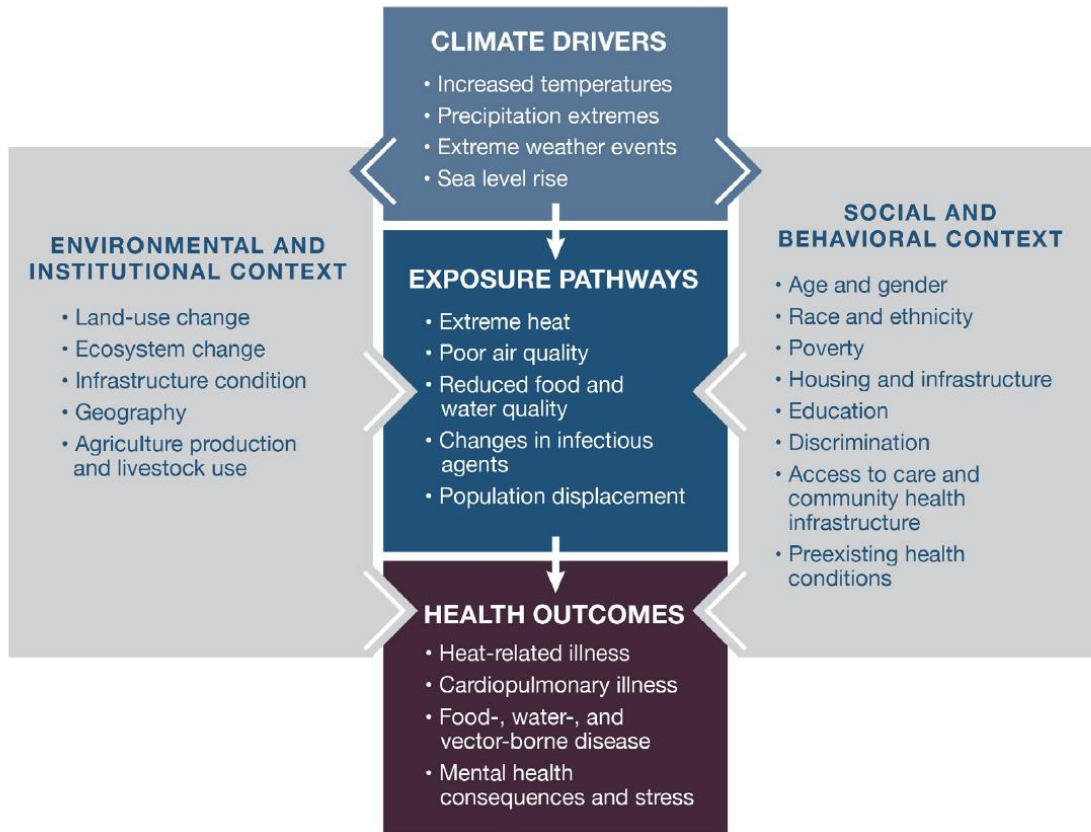 CLIMATE DRIVERS
• Increased temperatures
• Precipitation extremes
• Extreme weather events
• Sea level rise
ENVIRONMENTAL AND
INSTITUTIONAL CONTEXT
• Land-use change
• Ecosystem change
• Infrastructure condition
• Geography
• Agriculture production
and livestock use
EXPOSURE PATHWAYS
• Extreme heat
• Poor air quality
• Reduced food and
water quality
• Changes in infectious
agents
• Population displacement
SOCIAL AND
BEHAVIORAL CONTEXT
• Age and gender
• Race and ethnicity
• Poverty
• Housing and infrastructure
• Education
• Discrimination
• Access to care and
community health
infrastructure
• Preexisting health
conditions
HEALTH OUTCOMES
• Heat-related illness
• Cardiopulmonary illness
• Food-, water-, and
vector-borne disease
• Mental health
consequences and stress